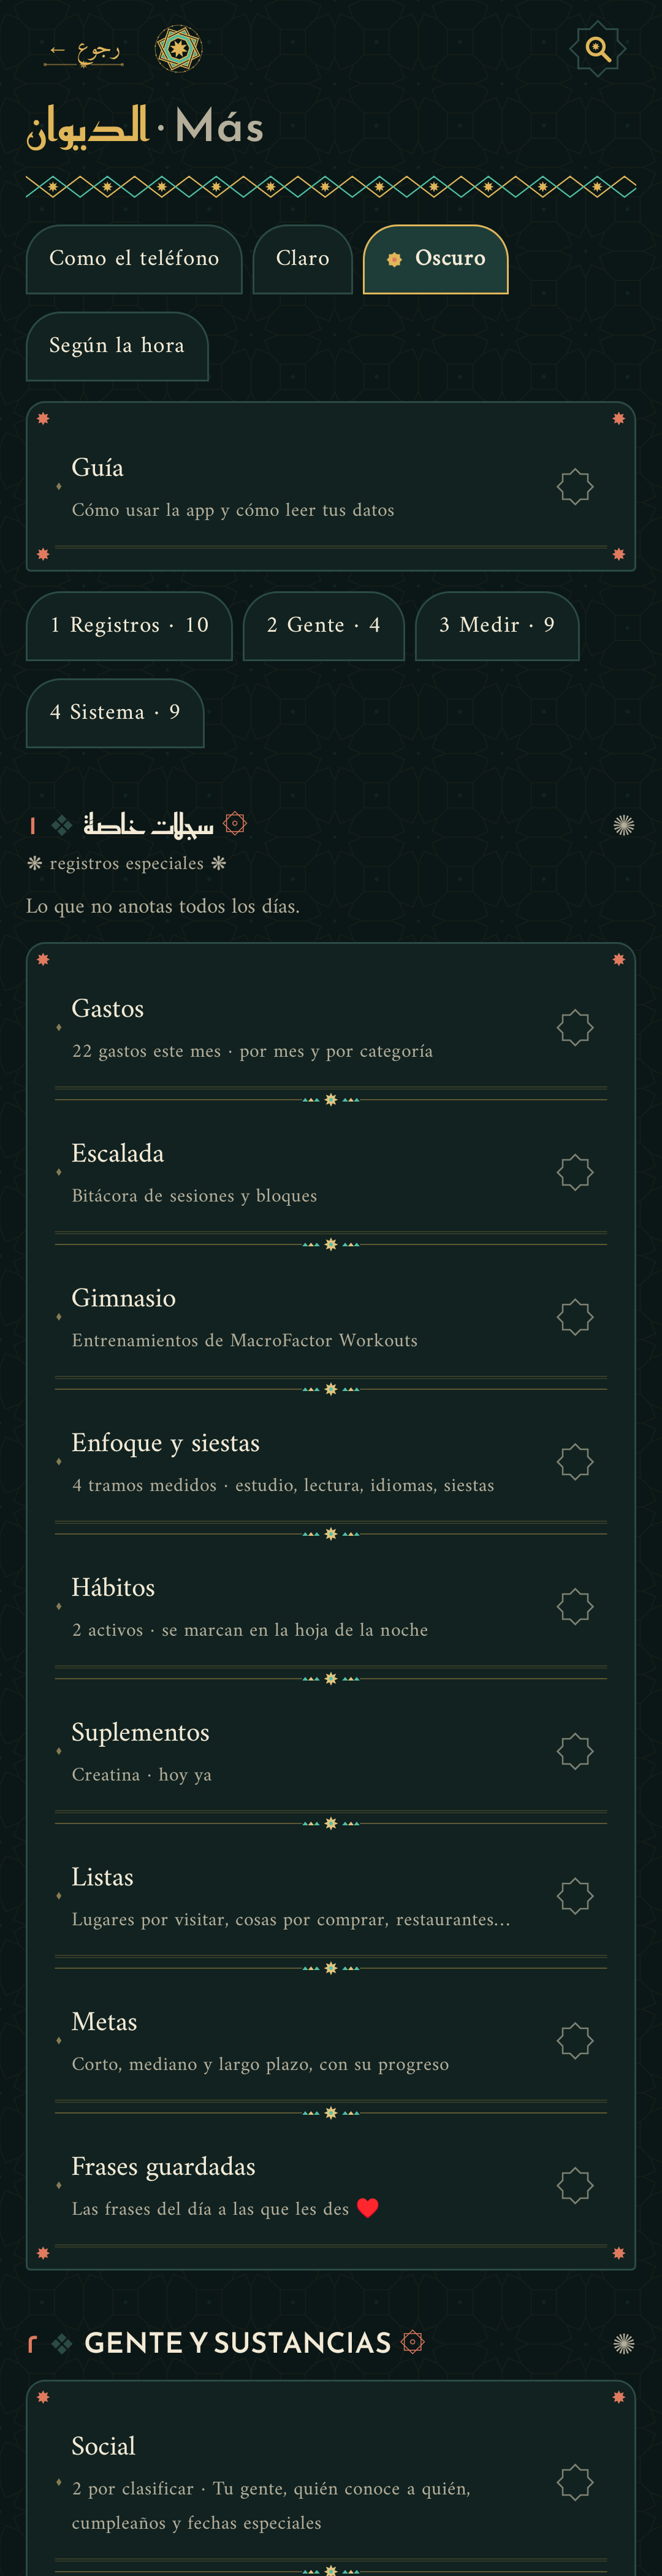 ← رجوع
الديوان · Más
Como el teléfono
Claro
Oscuro
Según la hora
Guía
Cómo usar la app y cómo leer tus datos
1 Registros · 10
2 Gente · 4
3 Medir · 9
4 Sistema · 9
١ ❖ سجلات خاصة
❋ registros especiales ❋
Lo que no anotas todos los días.
Gastos
22 gastos este mes · por mes y por categoría
Escalada
Bitácora de sesiones y bloques
Gimnasio
Entrenamientos de MacroFactor Workouts
Enfoque y siestas
4 tramos medidos · estudio, lectura, idiomas, siestas
Hábitos
2 activos · se marcan en la hoja de la noche
Suplementos
Creatina · hoy ya
Listas
Lugares por visitar, cosas por comprar, restaurantes…
Metas
Corto, mediano y largo plazo, con su progreso
Frases guardadas
Las frases del día a las que les des ❤️
٢ ❖ GENTE Y SUSTANCIAS
Social
2 por clasificar · Tu gente, quién conoce a quién,
cumpleaños y fechas especiales